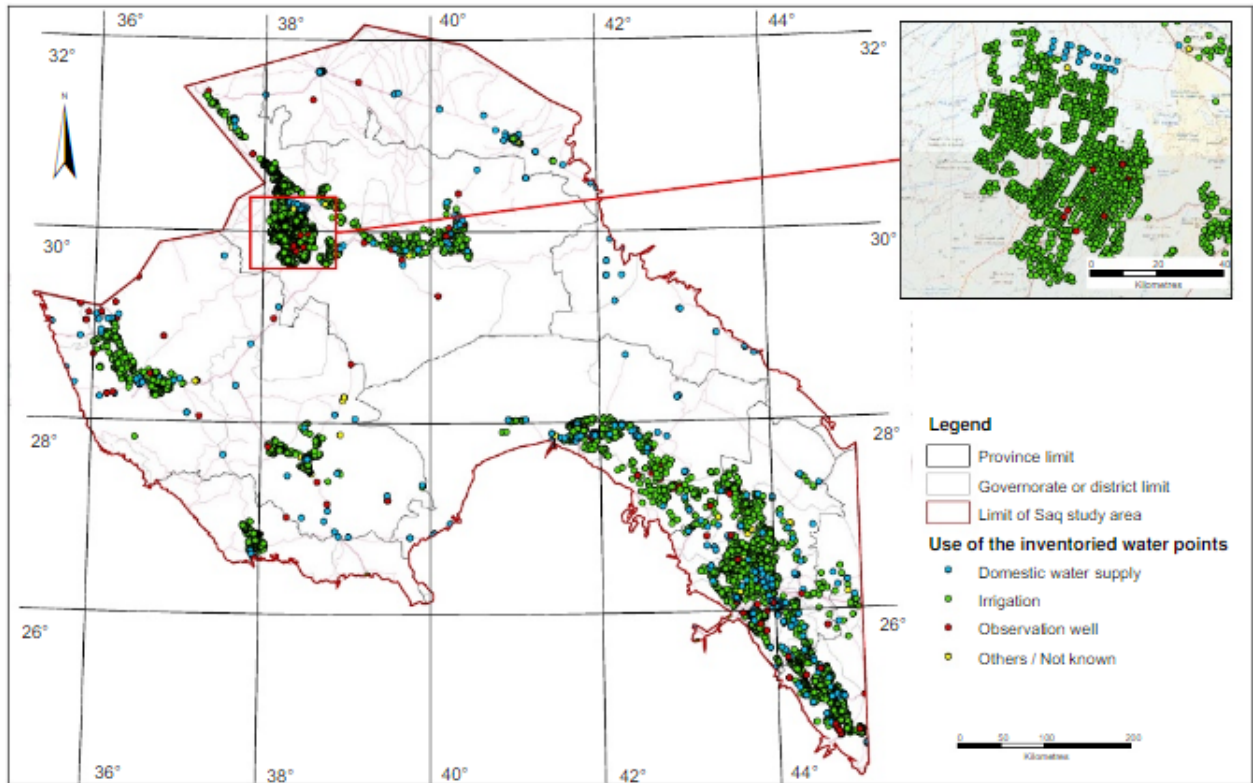 36° 38° 40° 42° 44°
32° 32°
N
30° 30°
0 20 40
Kilometres
28° 28°
Legend
Province limit
Governorate or district limit
Limit of Saq study area
Use of the inventoried water points
Domestic water supply
Irrigation
Observation well
Others / Not known
26° 26°
0 50 100 200
Kilometres
36° 38° 40° 42° 44°